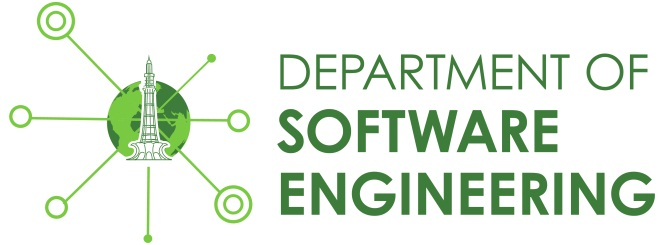 DEPARTMENT OF
SOFTWARE
ENGINEERING